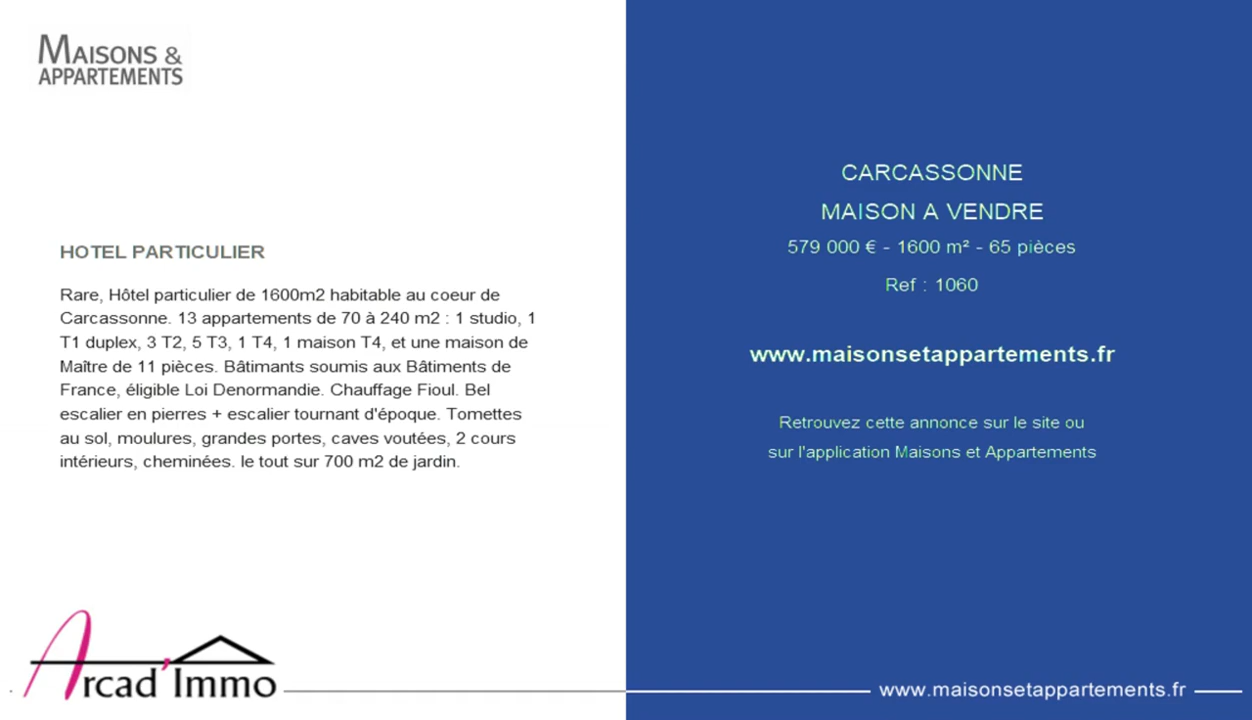 MAISONS &
APPARTEMENTS
HOTEL PARTICULIER
Rare, Hôtel particulier de 1600m2 habitable au coeur de
Carcassonne. 13 appartements de 70 à 240 m2 : 1 studio, 1
T1 duplex, 3 T2, 5 T3, 1 T4, 1 maison T4, et une maison de
Maître de 11 pièces. Bâtimants soumis aux Bâtiments de
France, éligible Loi Denormandie. Chauffage Fioul. Bel
escalier en pierres + escalier tournant d'époque. Tomettes
au sol, moulures, grandes portes, caves voutées, 2 cours
intérieurs, cheminées. le tout sur 700 m2 de jardin.
Arcad'Immo
CARCASSONNE
MAISON A VENDRE
579 000 € - 1600 m² - 65 pièces
Ref : 1060
www.maisonsetappartements.fr
Retrouvez cette annonce sur le site ou
sur l'application Maisons et Appartements
www.maisonsetappartements.fr